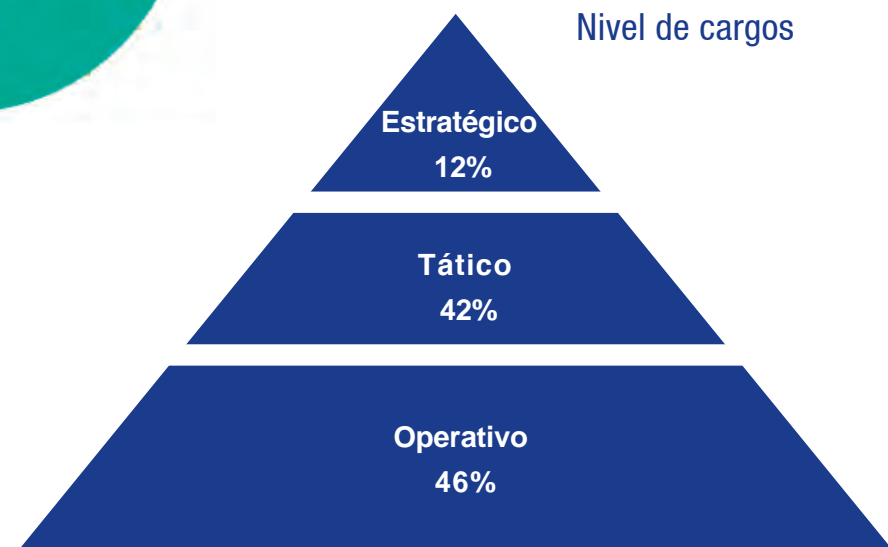 Nivel de cargos
Estratégico
12%
Tático
42%
Operativo
46%